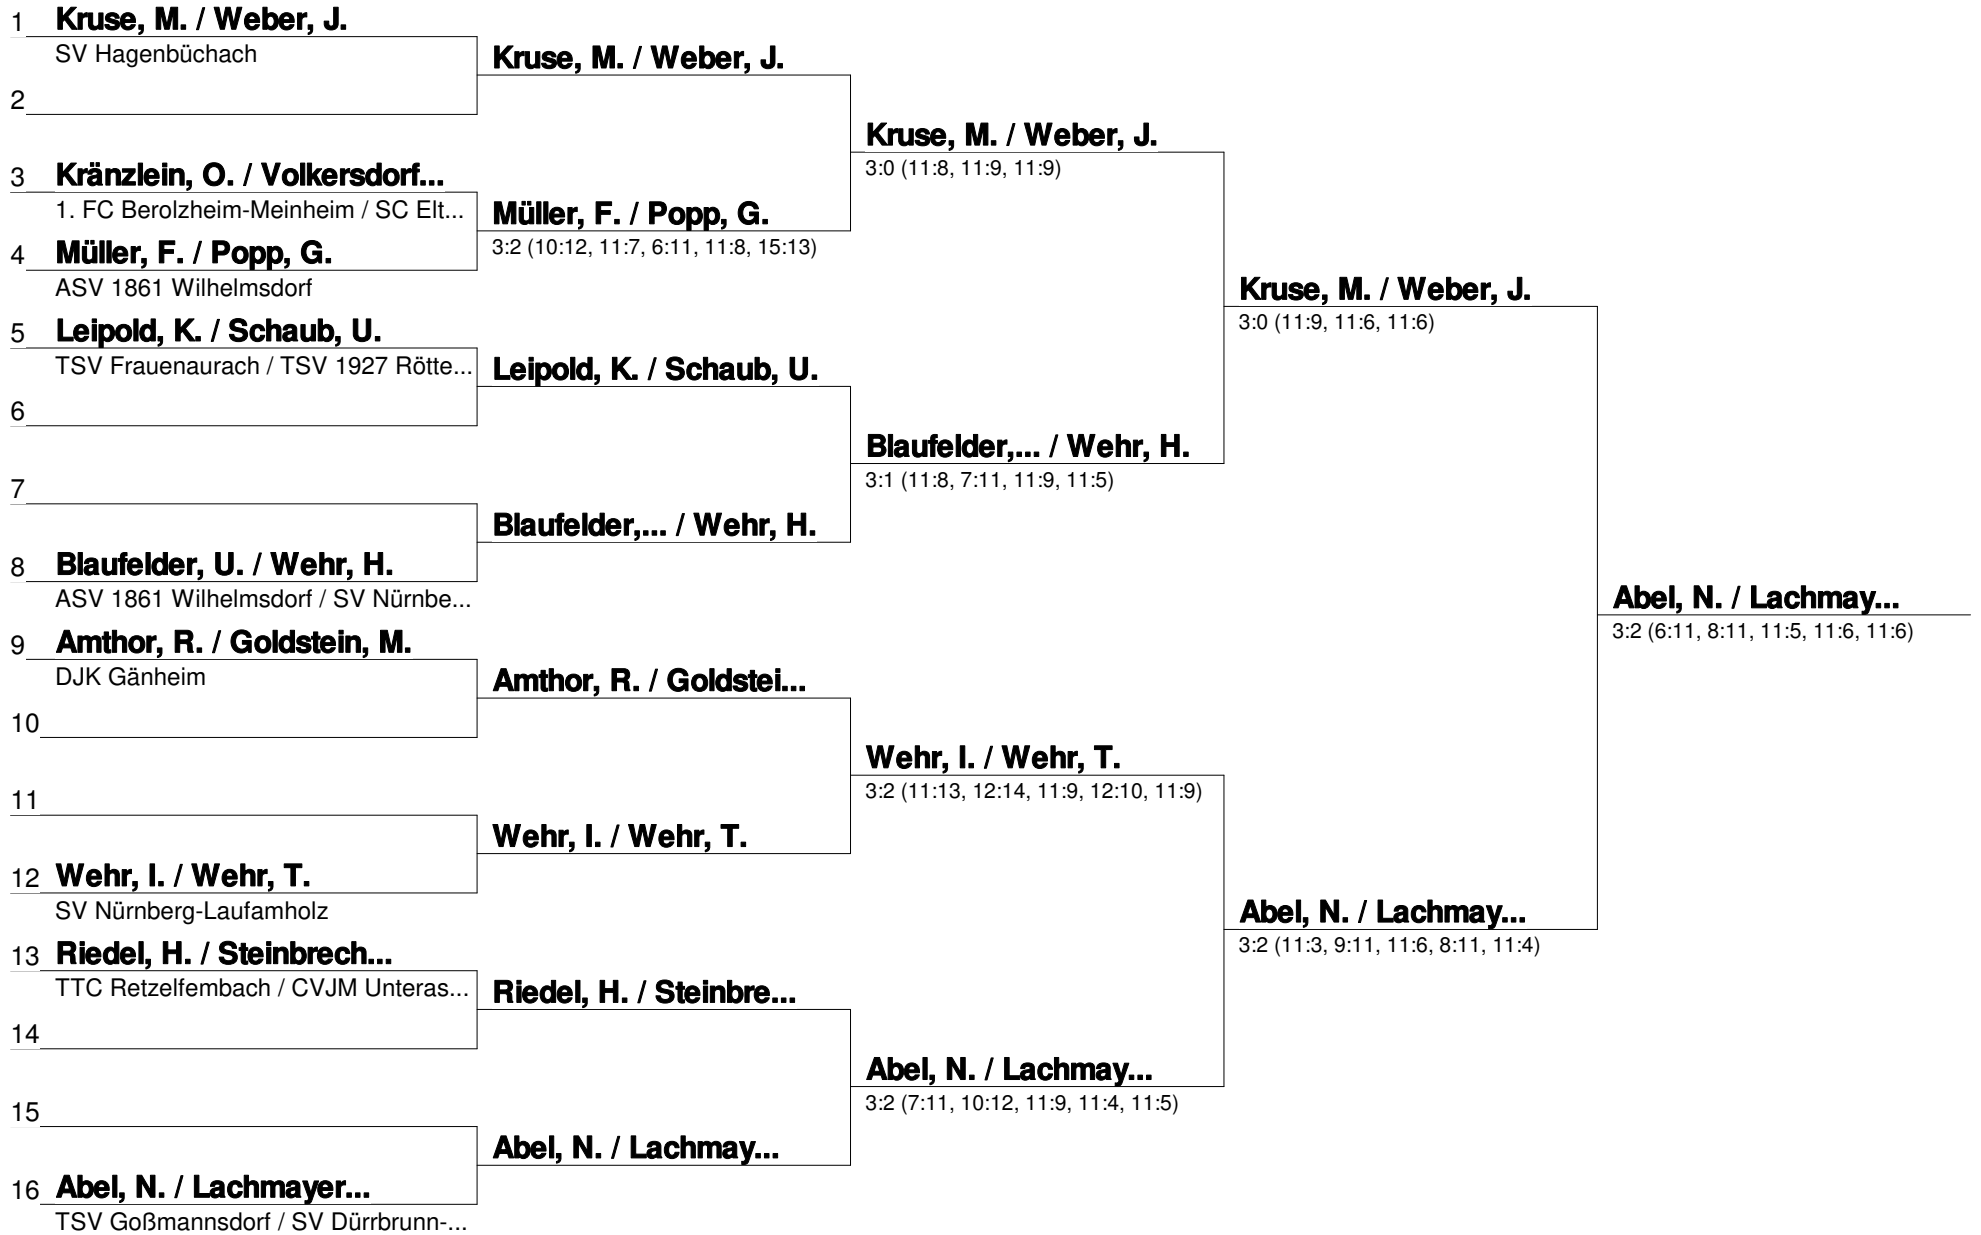 1 Kruse, M. / Weber, J.
SV Hagenbüchach
2
3 Kränzlein, O. / Volkersdorf...
1. FC Berolzheim-Meinheim / SC Elt...
4 Müller, F. / Popp, G.
ASV 1861 Wilhelmsdorf
5 Leipold, K. / Schaub, U.
TSV Frauenaurach / TSV 1927 Rötte...
6
7
8 Blaufelder, U. / Wehr, H.
ASV 1861 Wilhelmsdorf / SV Nürnbe...
9 Amthor, R. / Goldstein, M.
DJK Gänheim
10
11
12 Wehr, I. / Wehr, T.
SV Nürnberg-Laufamholz
13 Riedel, H. / Steinbrech...
TTC Retzelfembach / CVJM Unteras...
14
15
16 Abel, N. / Lachmayer...
TSV Goßmannsdorf / SV Dürrbrunn-...
Kruse, M. / Weber, J.
Müller, F. / Popp, G.
3:2 (10:12, 11:7, 6:11, 11:8, 15:13)
Leipold, K. / Schaub, U.
Blaufelder,... / Wehr, H.
Amthor, R. / Goldstei...
Wehr, I. / Wehr, T.
Riedel, H. / Steinbre...
Abel, N. / Lachmay...
Kruse, M. / Weber, J.
3:0 (11:8, 11:9, 11:9)
Blaufelder,... / Wehr, H.
3:1 (11:8, 7:11, 11:9, 11:5)
Wehr, I. / Wehr, T.
3:2 (11:13, 12:14, 11:9, 12:10, 11:9)
Abel, N. / Lachmay...
3:2 (7:11, 10:12, 11:9, 11:4, 11:5)
Kruse, M. / Weber, J.
3:0 (11:9, 11:6, 11:6)
Abel, N. / Lachmay...
3:2 (11:3, 9:11, 11:6, 8:11, 11:4)
Abel, N. / Lachmay...
3:2 (6:11, 8:11, 11:5, 11:6, 11:6)